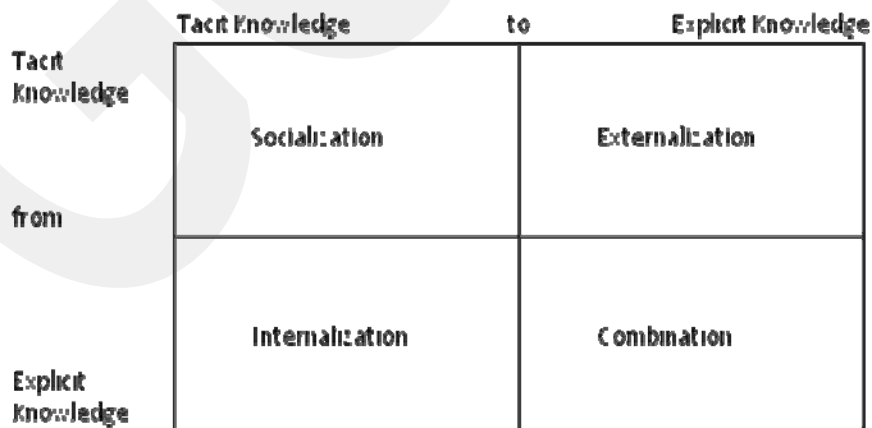 Tacit Knowledge to Explicit Knowledge
Tacit
Knowledge
Socialization Externalization
from
Internalization Combination
Explicit
Knowledge